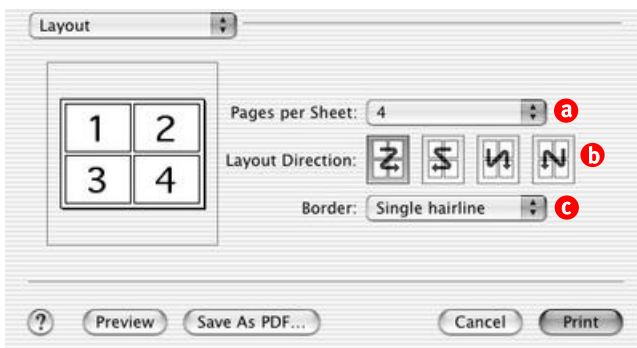 Layout
1 2
3 4
Pages per Sheet: 4 a
Layout Direction: b
Border: Single hairline c
? Preview Save As PDF... Cancel Print